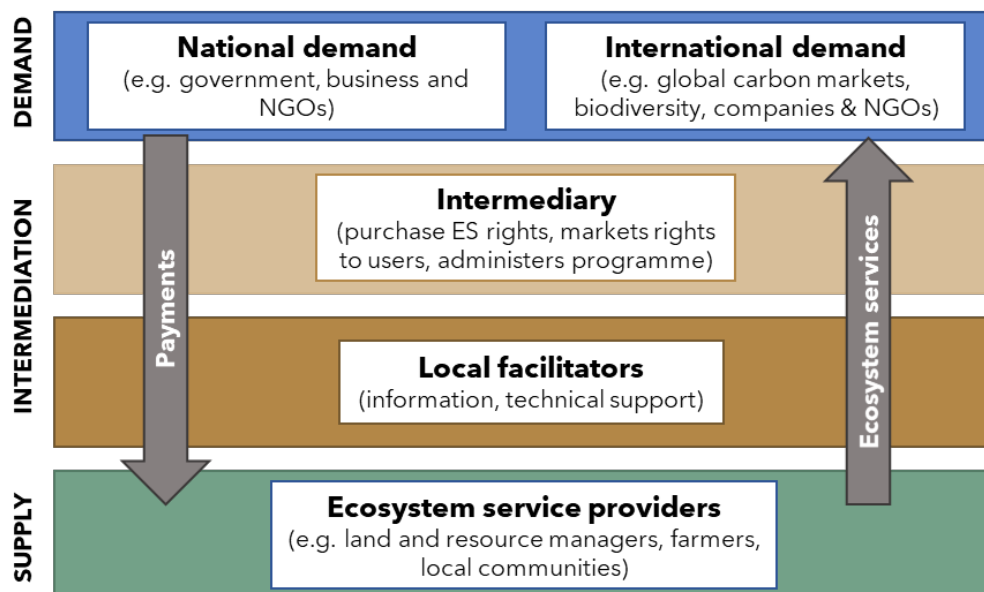 DEMAND
National demand
(e.g. government, business and
NGOs)
International demand
(e.g. global carbon markets,
biodiversity, companies & NGOs)
INTERMEDIATION
Intermediary
(purchase ES rights, markets rights
to users, administers programme)
Payments
Ecosystem services
Local facilitators
(information, technical support)
SUPPLY
Ecosystem service providers
(e.g. land and resource managers, farmers,
local communities)